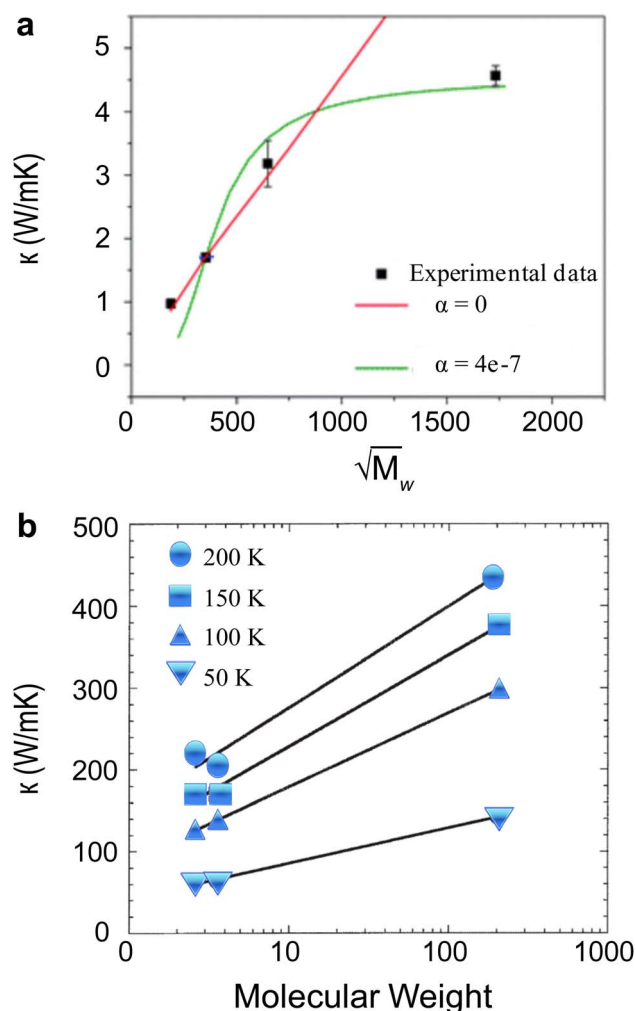 a
κ (W/mK)
5
4
3
2
1
0
Experimental data
α = 0
α = 4e-7
0
500
1000
1500
2000
√M̅w
b
κ (W/mK)
500
400
300
200
100
0
200 K
150 K
100 K
50 K
0
10
100
1000
Molecular Weight